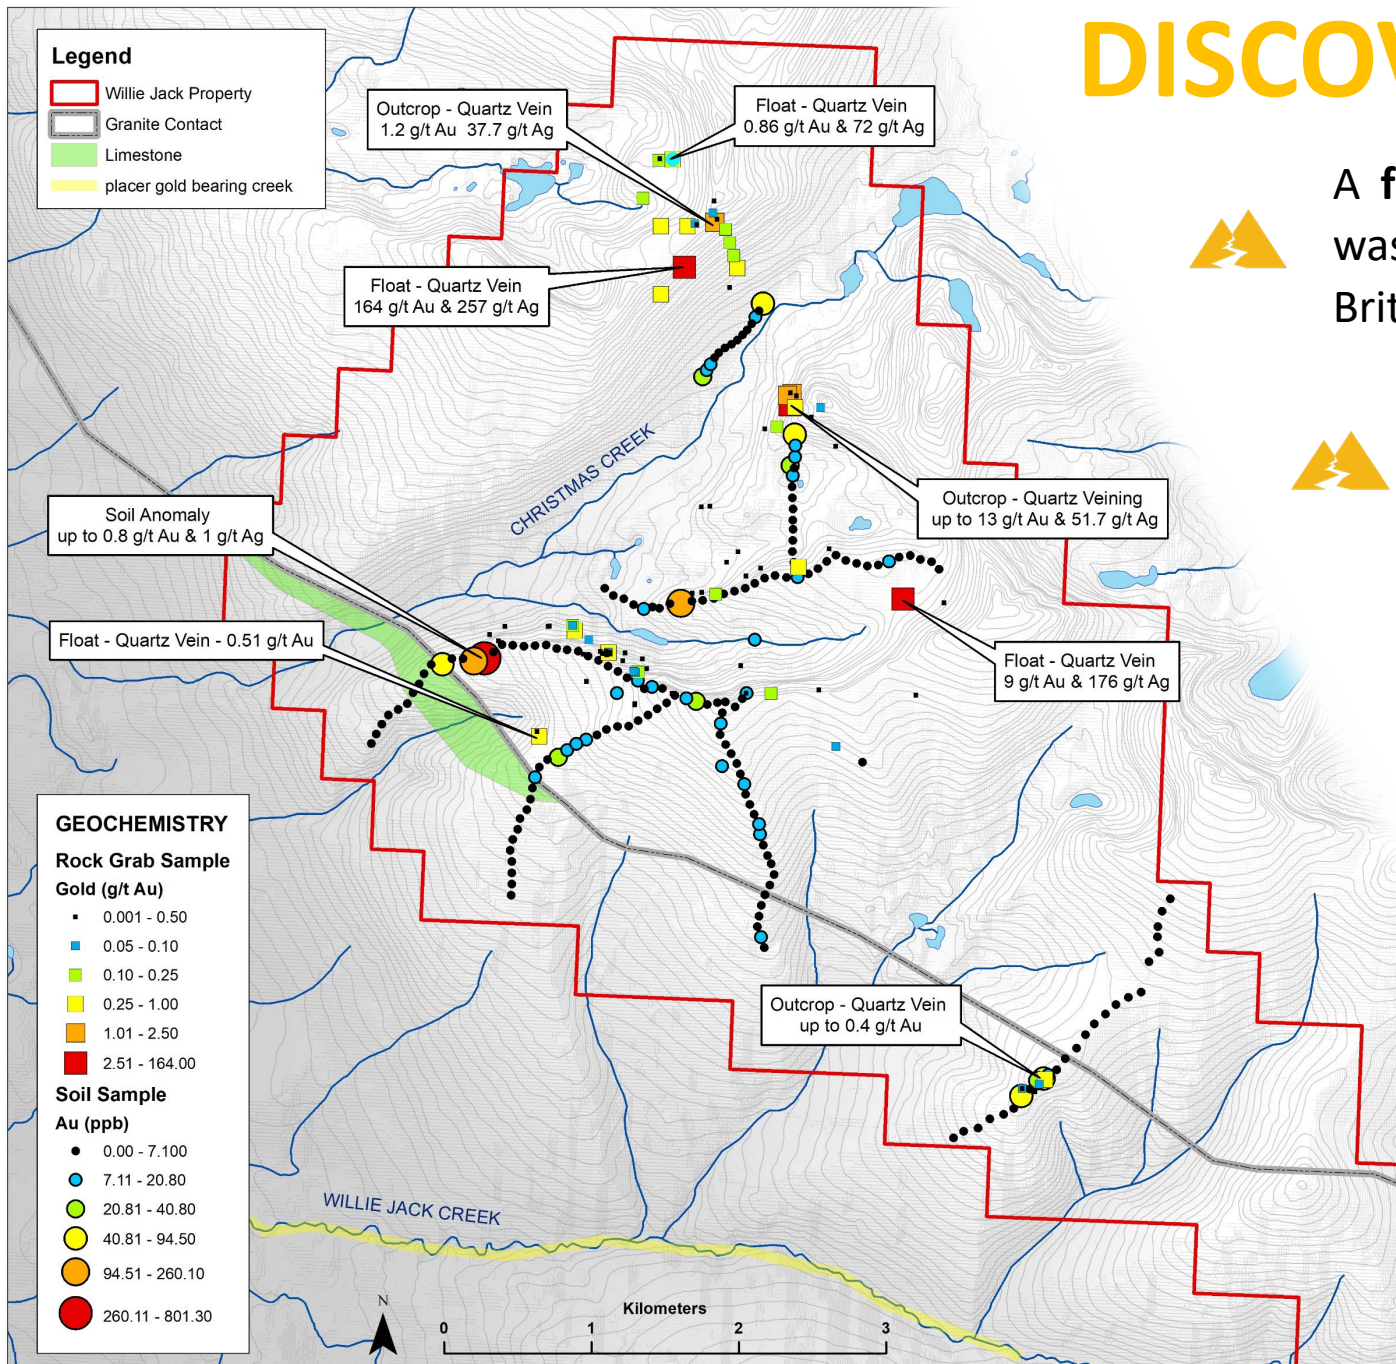 DISCOV
A f
was
Brit
Legend
Willie Jack Property
Granite Contact
Limestone
placer gold bearing creek
Outcrop - Quartz Vein
1.2 g/t Au 37.7 g/t Ag
Float - Quartz Vein
0.86 g/t Au & 72 g/t Ag
Float - Quartz Vein
164 g/t Au & 257 g/t Ag
CHRISTMAS CREEK
Soil Anomaly
up to 0.8 g/t Au & 1 g/t Ag
Outcrop - Quartz Veining
up to 13 g/t Au & 51.7 g/t Ag
Float - Quartz Vein - 0.51 g/t Au
Float - Quartz Vein
9 g/t Au & 176 g/t Ag
Outcrop - Quartz Vein
up to 0.4 g/t Au
GEOCHEMISTRY
Rock Grab Sample
Gold (g/t Au)
0.001 - 0.50
0.05 - 0.10
0.10 - 0.25
0.25 - 1.00
1.01 - 2.50
2.51 - 164.00
Soil Sample
Au (ppb)
0.00 - 7.100
7.11 - 20.80
20.81 - 40.80
40.81 - 94.50
94.51 - 260.10
260.11 - 801.30
WILLIE JACK CREEK
N
Kilometers
0 1 2 3